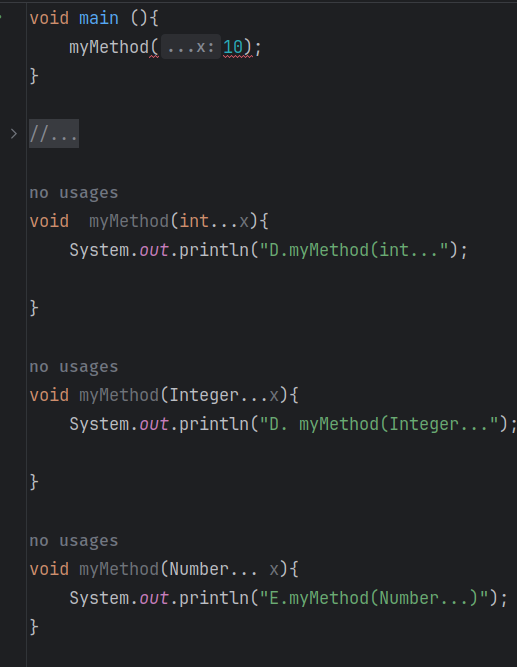 void main (){
myMethod(...x: 10);
}
//...
no usages
void  myMethod(int...x){
System.out.println("D.myMethod(int...");
}
no usages
void myMethod(Integer...x){
System.out.println("D. myMethod(Integer...");
}
no usages
void myMethod(Number... x){
System.out.println("E.myMethod(Number...)");
}